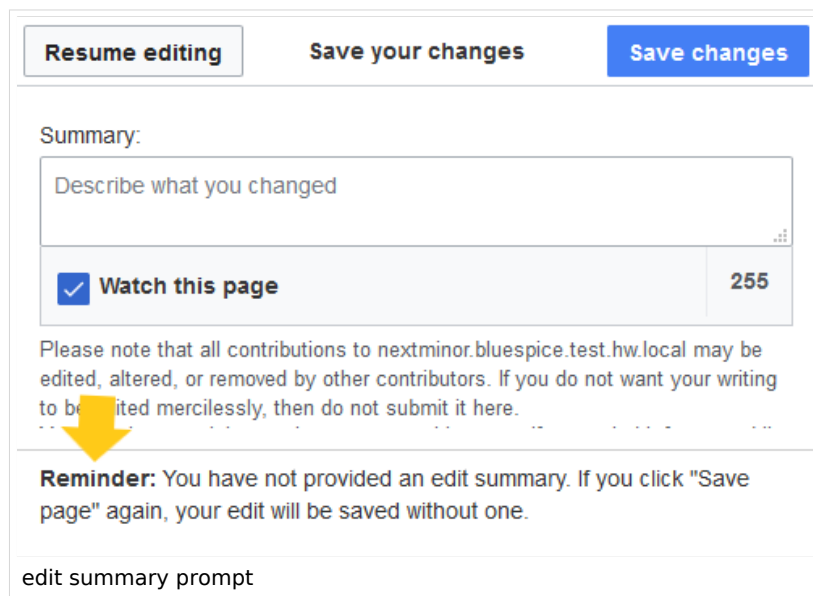 Resume editing Save your changes Save changes
Summary:
Describe what you changed
Watch this page 255
Please note that all contributions to nextminor.bluespice.test.hw.local may be
edited, altered, or removed by other contributors. If you do not want your writing
to be mercilessly, then do not submit it here.
Reminder: You have not provided an edit summary. If you click "Save
page" again, your edit will be saved without one.
edit summary prompt